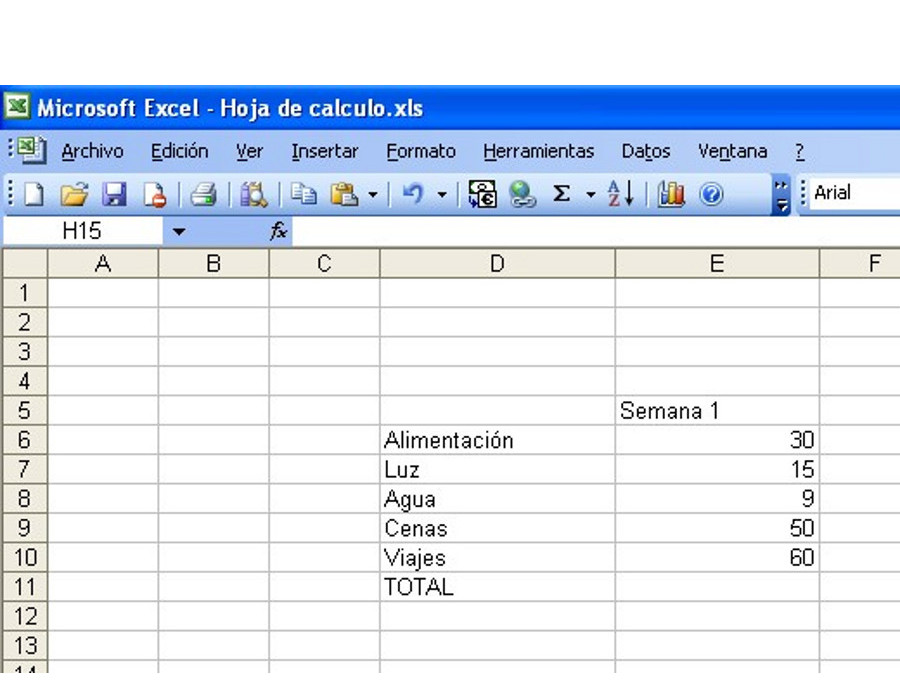 Microsoft Excel - Hoja de calculo.xls
Archivo Edición Ver Insertar Formato Herramientas Datos Ventana ?
Arial
H15 fx
A B C D E F
1
2
3
4
5 Semana 1
6 Alimentación 30
7 Luz 15
8 Agua 9
9 Cenas 50
10 Viajes 60
11 TOTAL
12
13
14